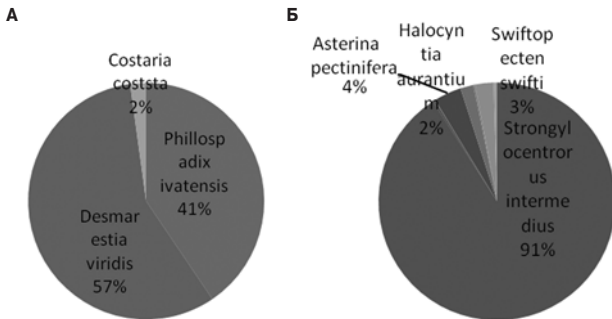 А
Costaria
coststa
2%
Phillosp
adix
ivatensis
41%
Desmar
estia
viridis
57%
Б
Asterina
pectinifera
4%
Halocyn
tia
aurantiu
m
2%
Swiftop
ecten
swifti
3%
Strongyl
ocentror
us
interme
dius
91%